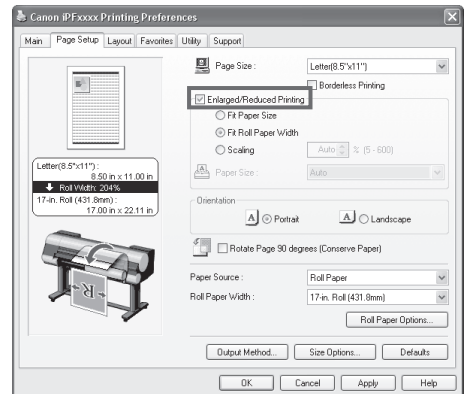 Canon iPFxxxx Printing Preferences
Main Page Setup Layout Favorites Utility Support
Page Size : Letter(8.5"x11")
Borderless Printing
Enlarged/Reduced Printing
Fit Paper Size
Fit Roll Paper Width
Scaling Auto % (5 - 600)
Paper Size : Auto
Letter(8.5"x11") :
8.50 in x 11.00 in
Roll Width: 204%
17-in. Roll (431.8mm) :
17.00 in x 22.11 in
Orientation
A Portrait A Landscape
Rotate Page 90 degrees (Conserve Paper)
R
Paper Source : Roll Paper
Roll Paper Width : 17-in. Roll (431.8mm)
Roll Paper Options...
Output Method... Size Options... Defaults
OK Cancel Apply Help